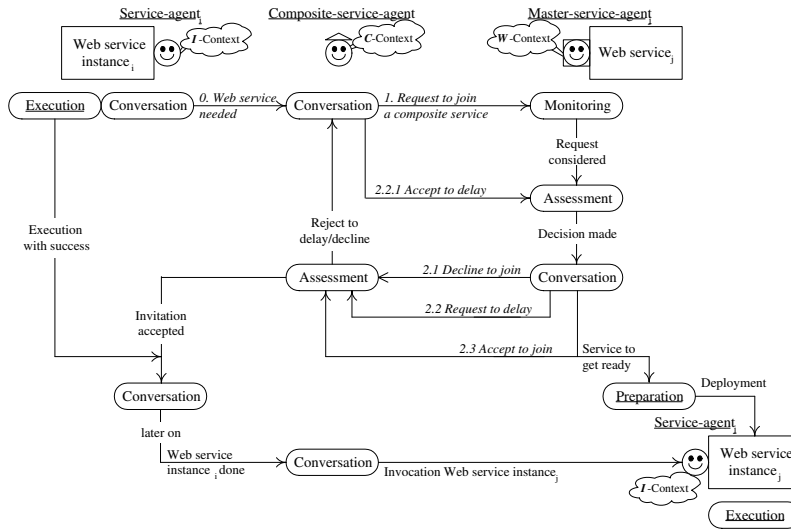 Service-agent i
Composite-service-agent
Master-service-agent j
Web service
instance i
I-Context
C-Context
W-Context
Web service j
Execution
Conversation
0. Web service
needed
Conversation
1. Request to join
a composite service
Monitoring
Request
considered
2.2.1 Accept to delay
Assessment
Execution
with success
Reject to
delay/decline
Decision made
Assessment
2.1 Decline to join
Conversation
2.2 Request to delay
Invitation
accepted
2.3 Accept to join
Service to
get ready
Conversation
Preparation
Deployment
later on
Service-agent j
Web service
instance i done
Conversation
Invocation Web service instance j
Web service
instance j
I-Context
Execution